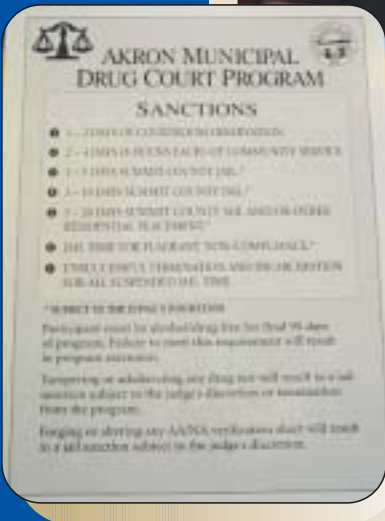 AKRON MUNICIPAL
DRUG COURT PROGRAM
SANCTIONS
1 – 2 DAYS OF COURTROOM OBSERVATION
2 – 4 DAYS (8 HOURS EACH) OF COMMUNITY SERVICE
DAYS SUMMIT COUNTY JAIL*
3 – 10 DAYS SUMMIT COUNTY JAIL*
DAYS SUMMIT COUNTY JAIL AND/OR OTHER
RESIDENTIAL PLACEMENT*
JAIL TIME FOR FLAGRANT NON-COMPLIANCE*
UNSUCCESSFUL TERMINATION AND INCARCERATION
FOR ALL SUSPENDED JAIL TIME
* SUBJECT TO THE JUDGE'S DISCRETION
Participant must be alcohol/drug free for final 90 days
of program. Failure to meet this requirement will result
in program extension.
Tampering or adulterating any drug test will result in a jail
sanction subject to the judge's discretion or termination
from the program.
Forging or altering any AA/NA verification sheet will result
in a jail sanction subject to the judge's discretion.